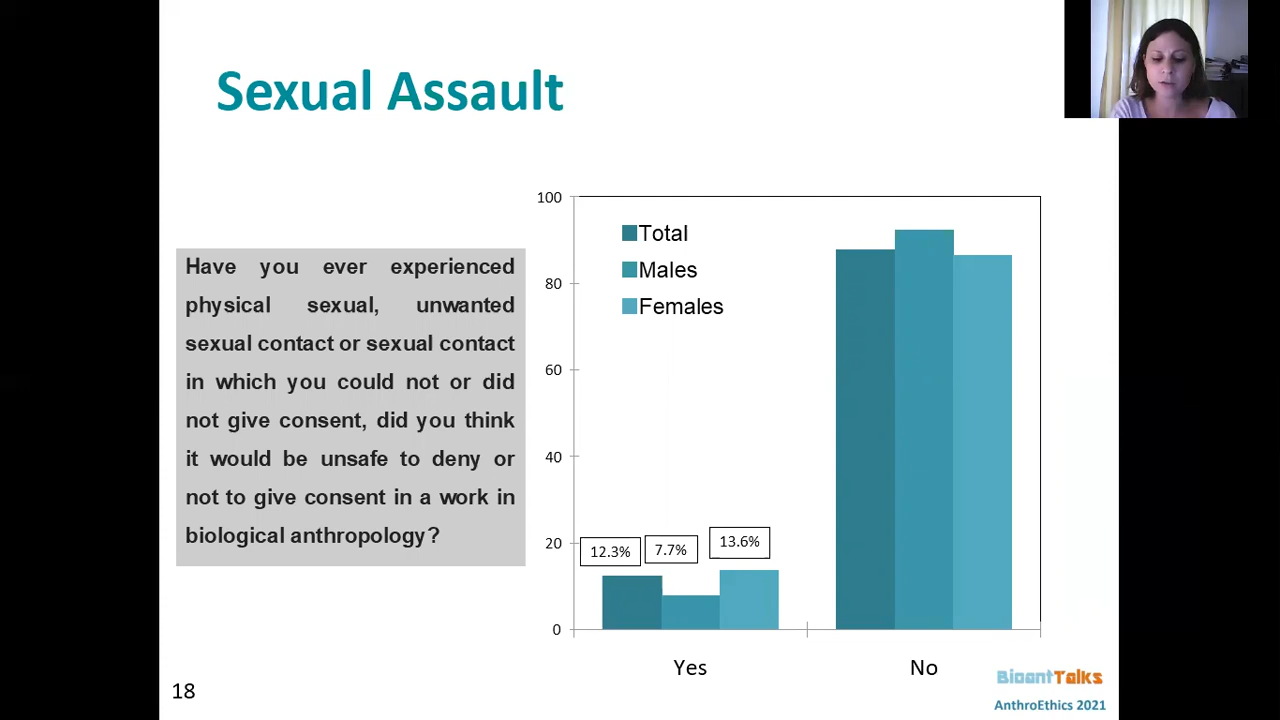 Sexual Assault
Have you ever experienced
physical sexual, unwanted
sexual contact or sexual contact
in which you could not or did
not give consent, did you think
it would be unsafe to deny or
not to give consent in a work in
biological anthropology?
100
80
60
40
20
0
Total
Males
Females
12.3%
7.7%
13.6%
Yes
No
18
BioantTalks
AnthroEthics 2021